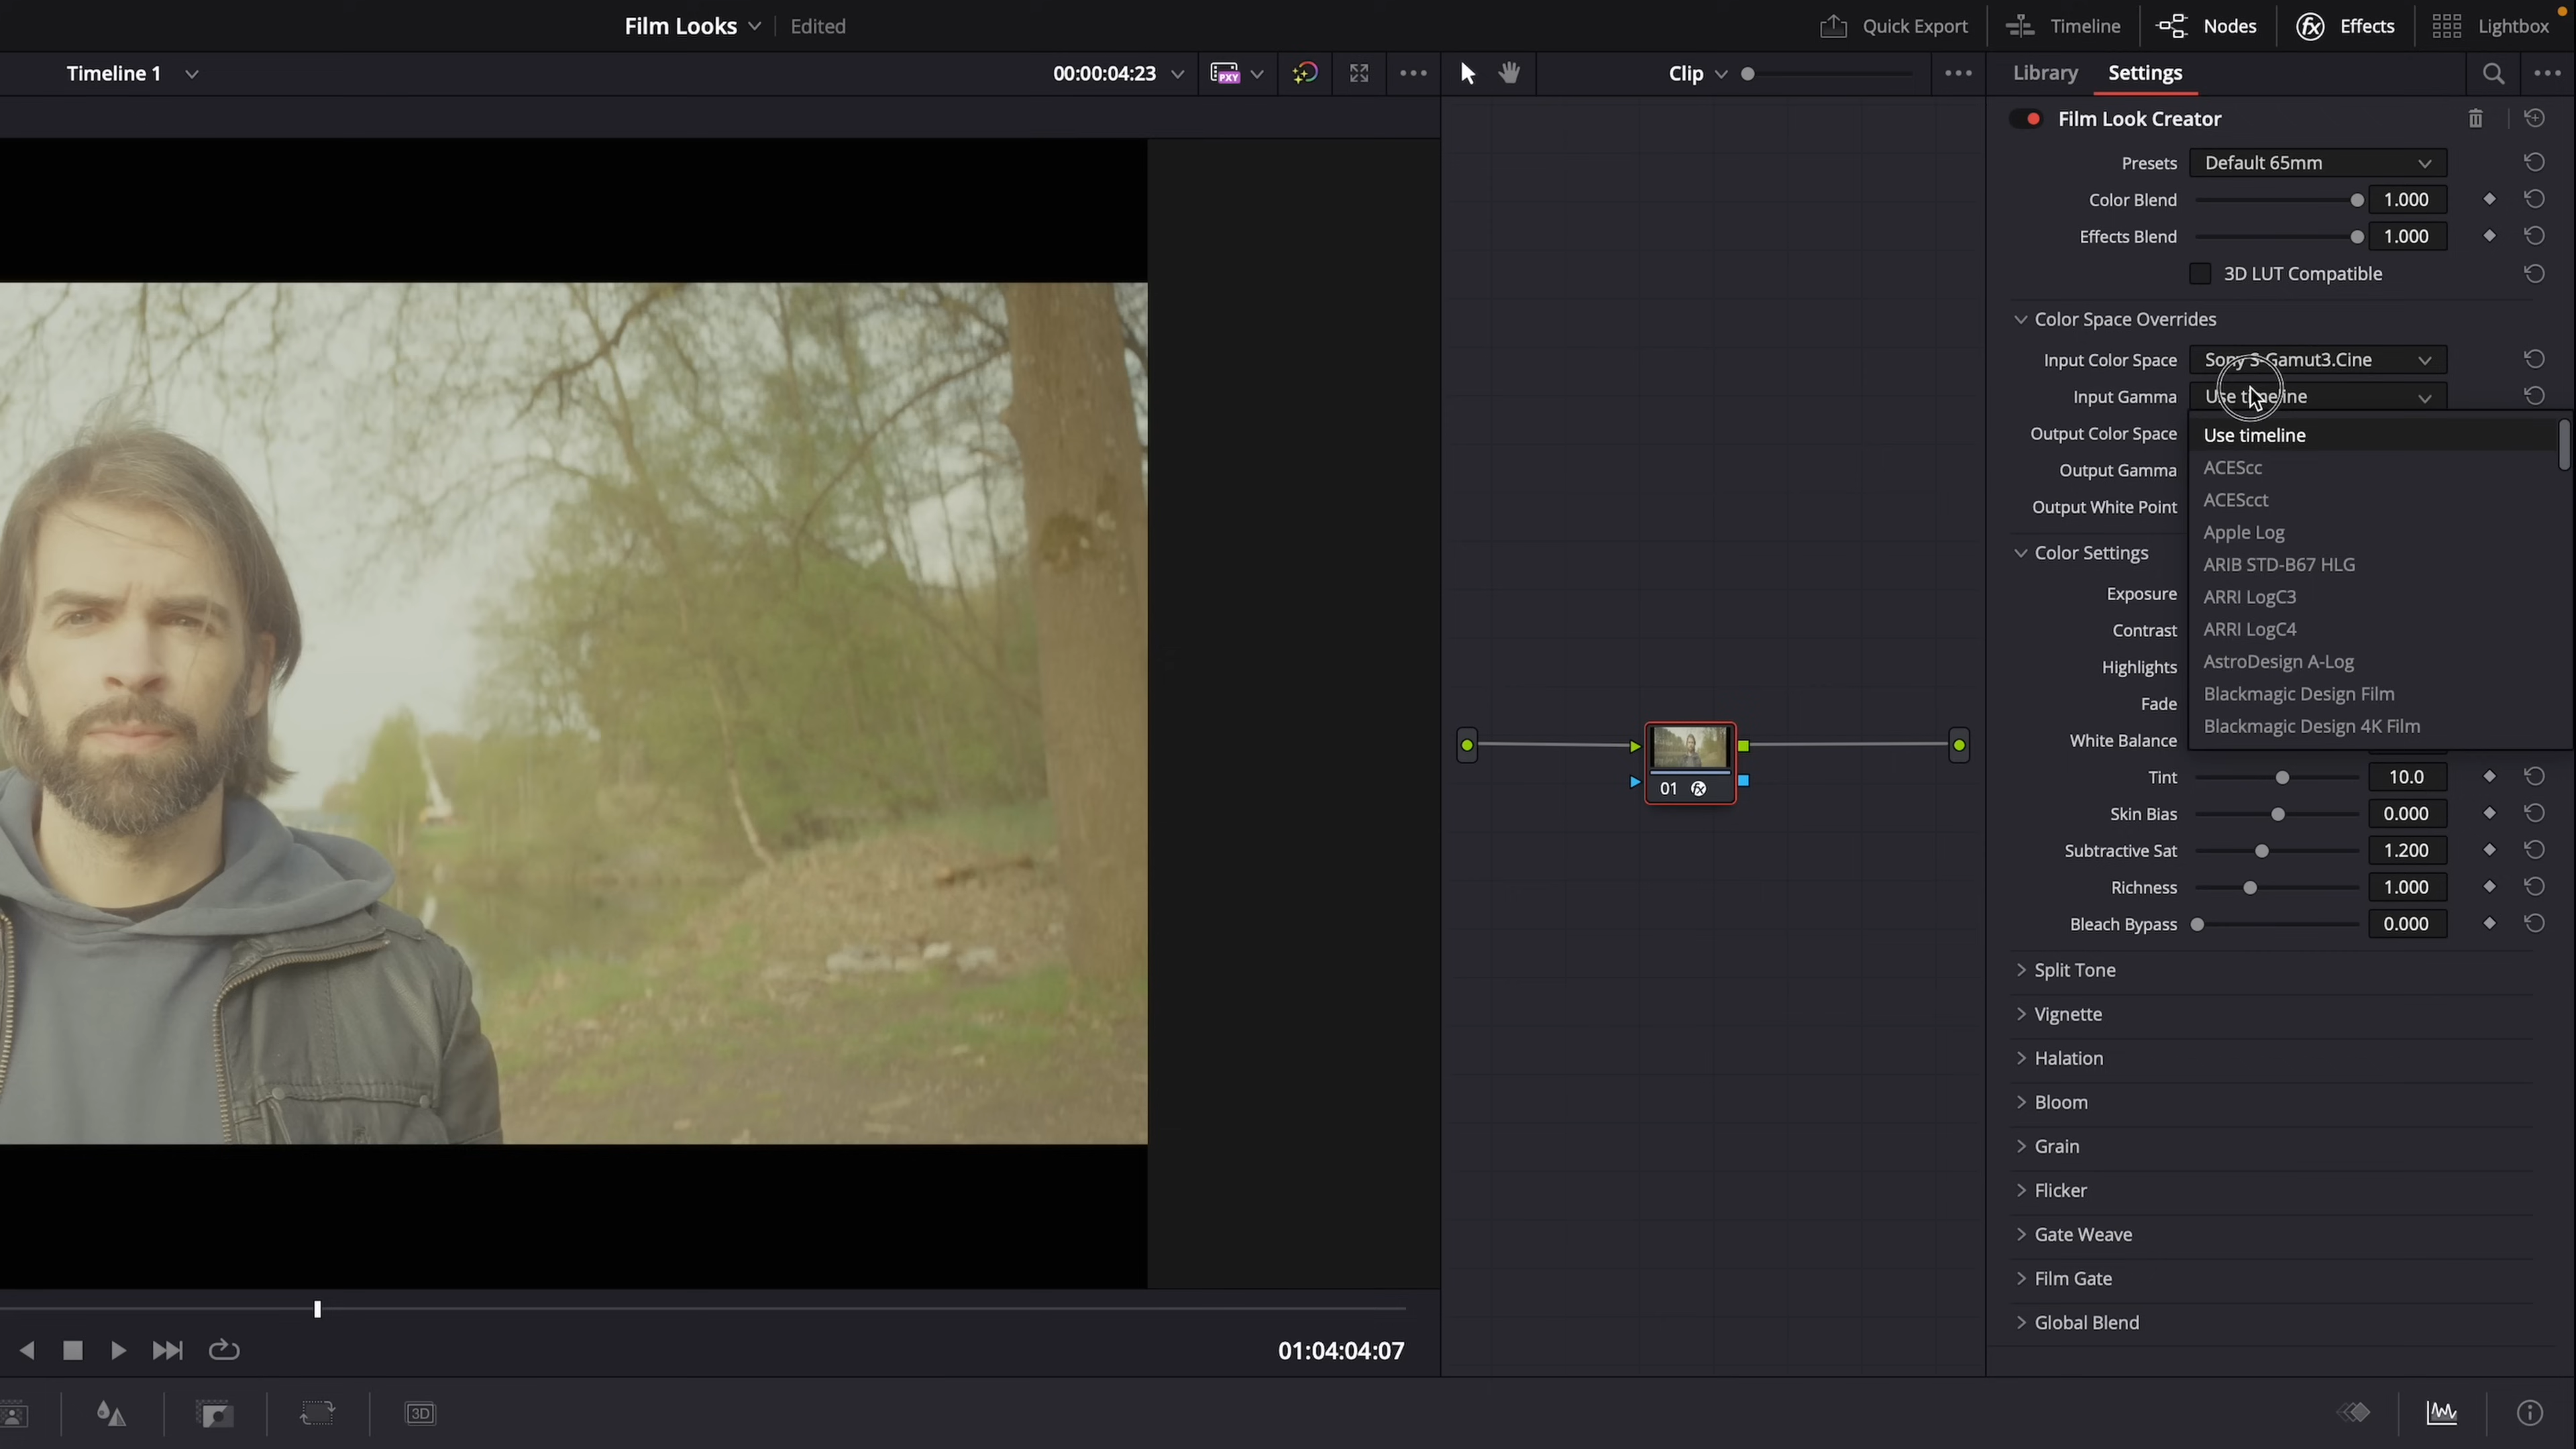 Film Looks Edited Quick Export Timeline Nodes Effects Lightbox
Timeline 1 00:00:04:23 PXY Clip Library Settings
Film Look Creator
Presets Default 65mm
Color Blend 1.000
Effects Blend 1.000
3D LUT Compatible
Color Space Overrides
Input Color Space Sony S-Gamut3.Cine
Input Gamma Use timeline
Output Color Space
Output Gamma
Output White Point
Use timeline
ACEScc
ACEScct
Apple Log
ARIB STD-B67 HLG
ARRI LogC3
ARRI LogC4
AstroDesign A-Log
Blackmagic Design Film
Blackmagic Design 4K Film
Color Settings
Exposure
Contrast
Highlights
Fade
White Balance
Tint 10.0
Skin Bias 0.000
Subtractive Sat 1.200
Richness 1.000
Bleach Bypass 0.000
Split Tone
Vignette
Halation
Bloom
Grain
Flicker
Gate Weave
Film Gate
Global Blend
01
01:04:04:07
3D